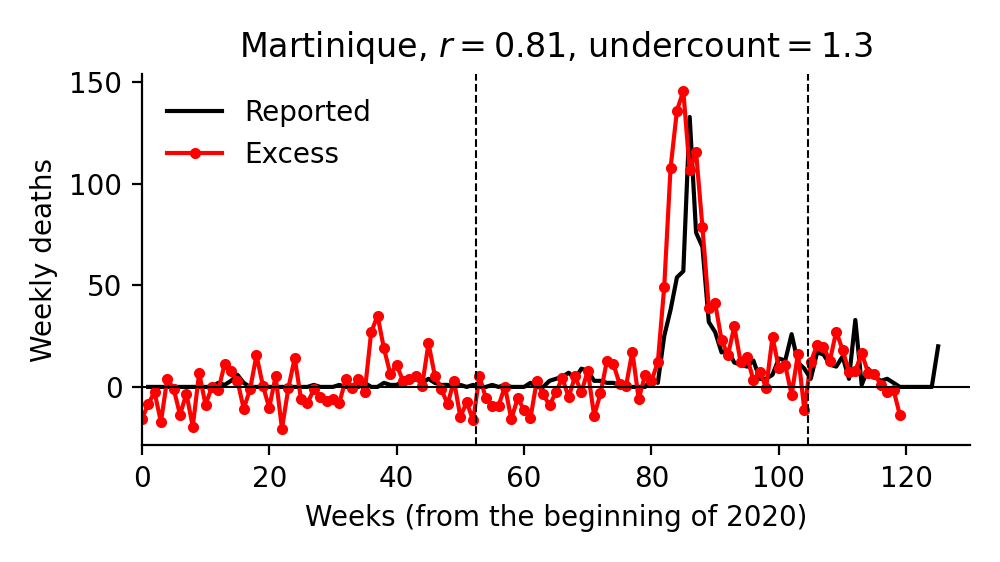 Martinique, r = 0.81, undercount = 1.3
150
100
50
0
Weekly deaths
Reported
Excess
0 20 40 60 80 100 120
Weeks (from the beginning of 2020)